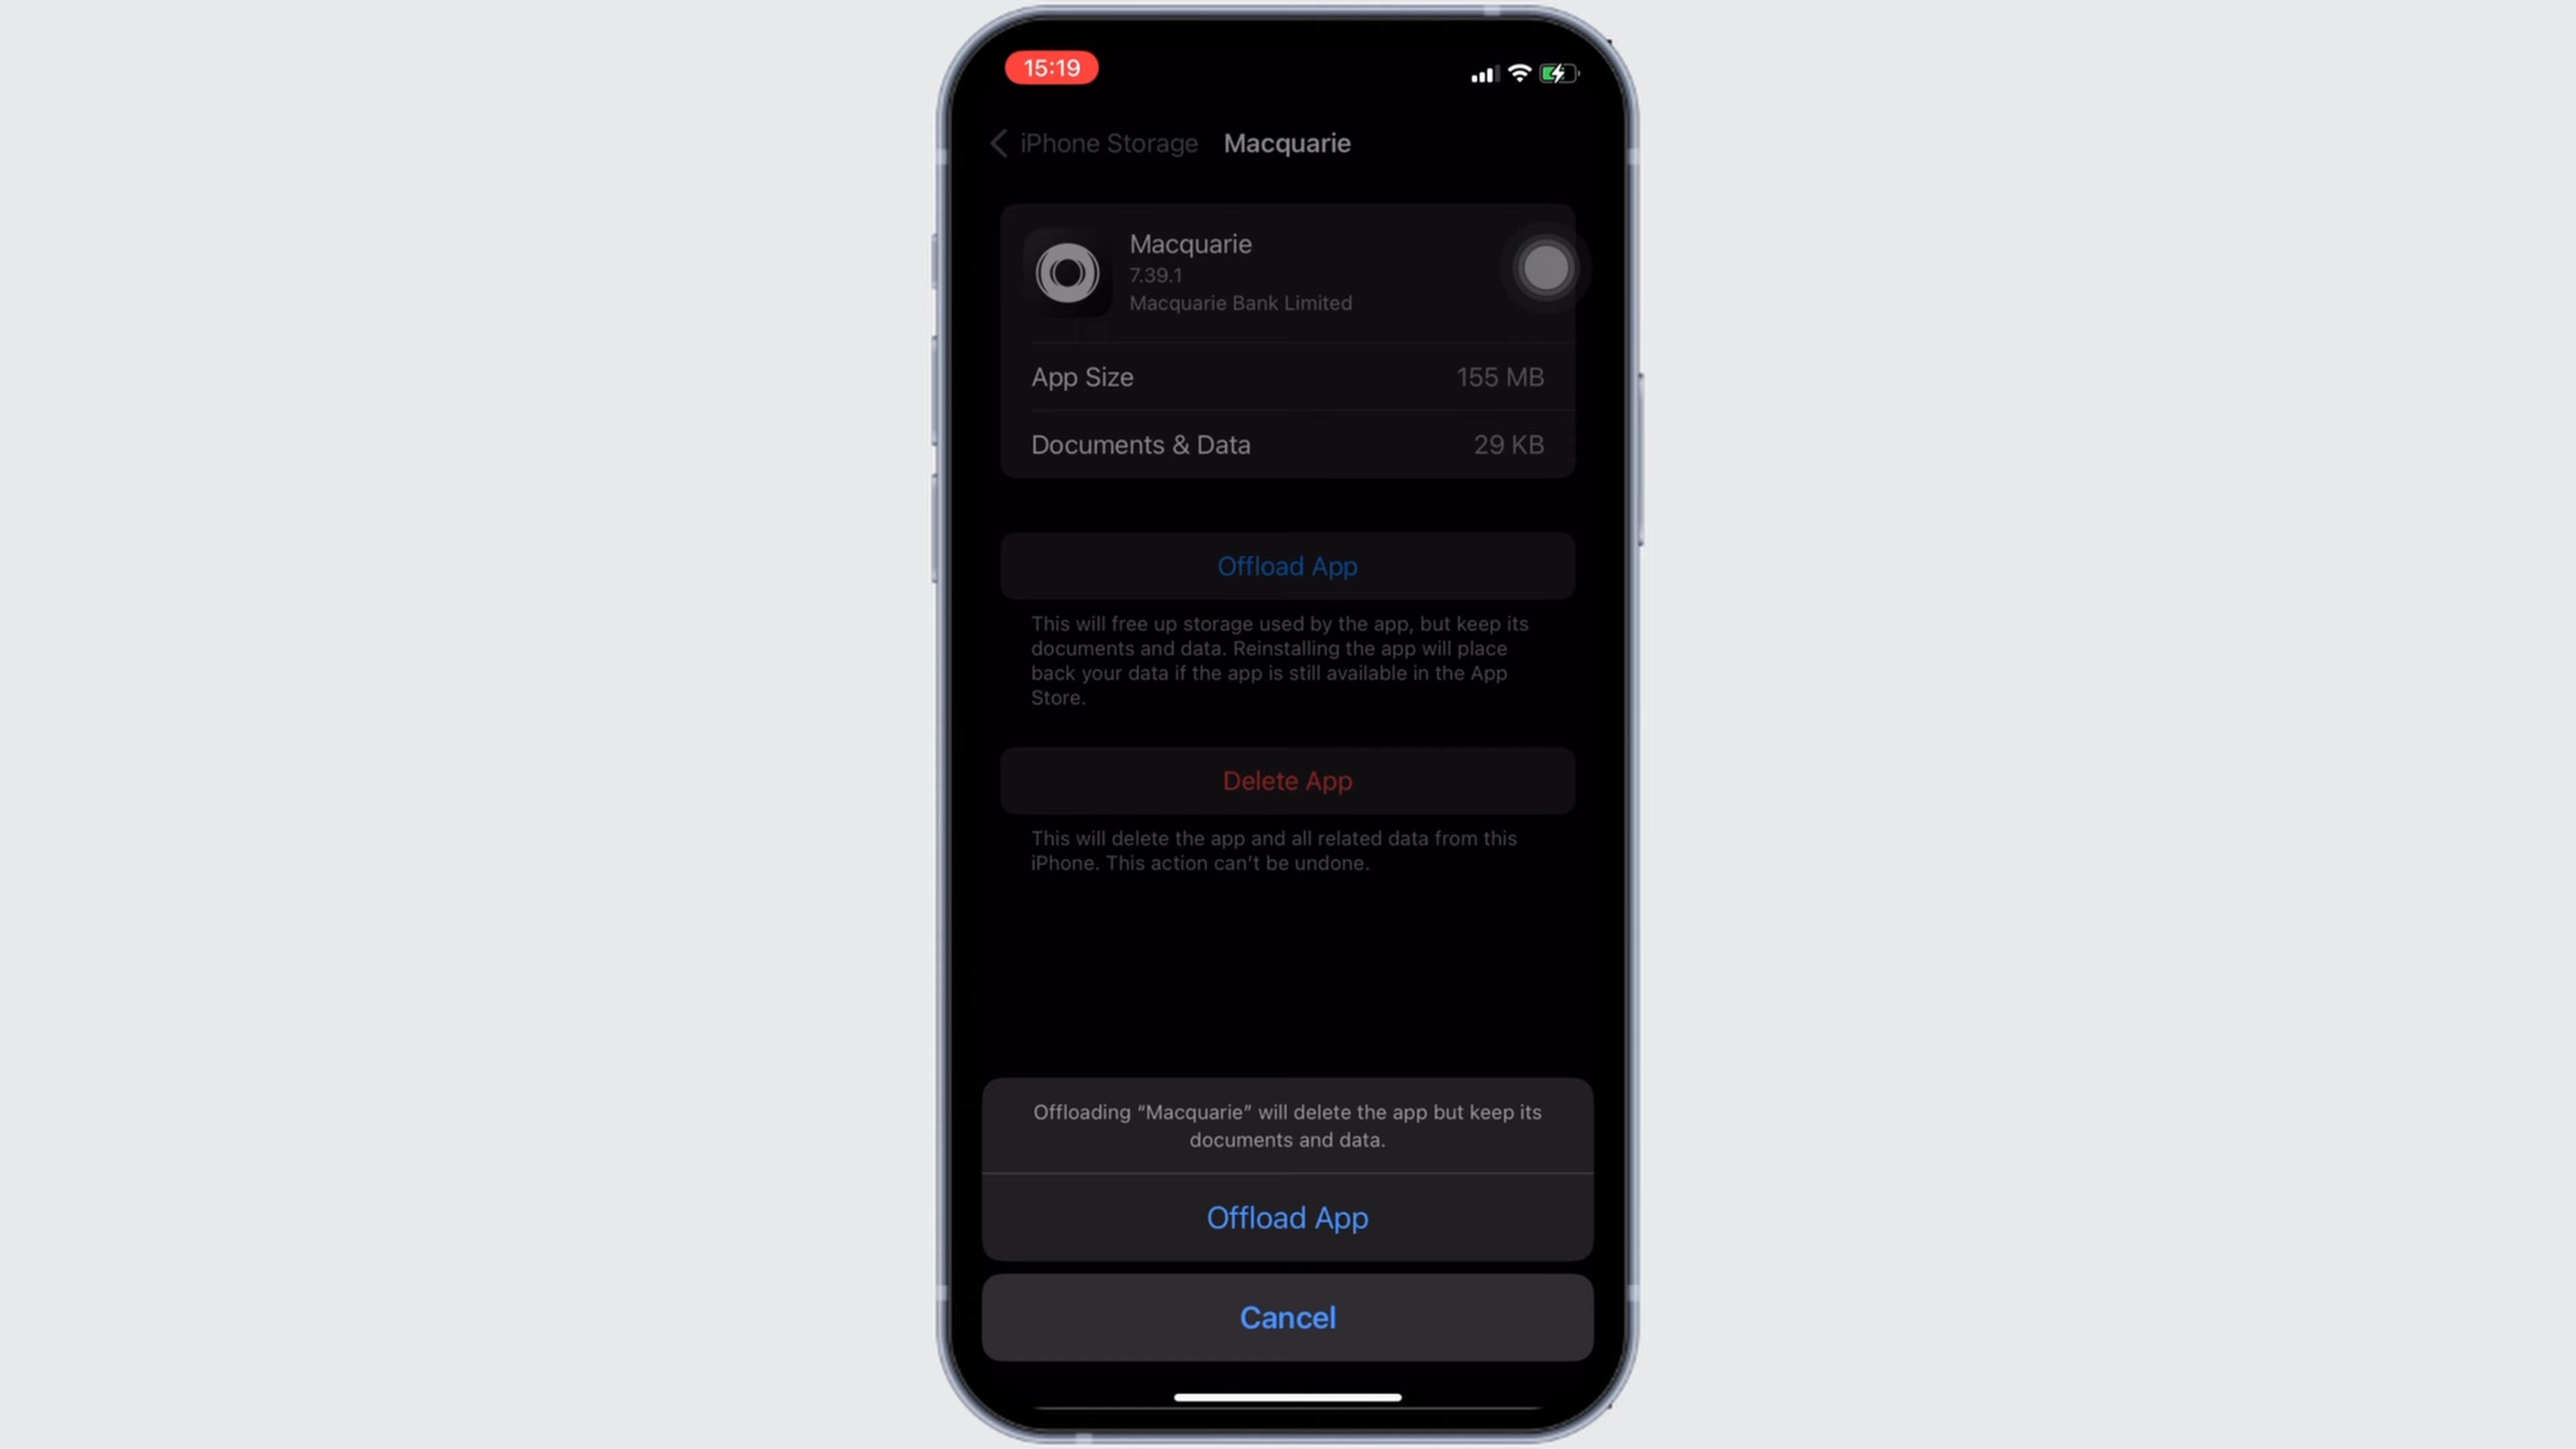 15:19
iPhone Storage Macquarie
Macquarie
7.39.1
Macquarie Bank Limited
App Size 155 MB
Documents & Data 29 KB
Offload App
This will free up storage used by the app, but keep its
documents and data. Reinstalling the app will place
back your data if the app is still available in the App
Store.
Delete App
This will delete the app and all related data from this
iPhone. This action can’t be undone.
Offloading “Macquarie” will delete the app but keep its
documents and data.
Offload App
Cancel